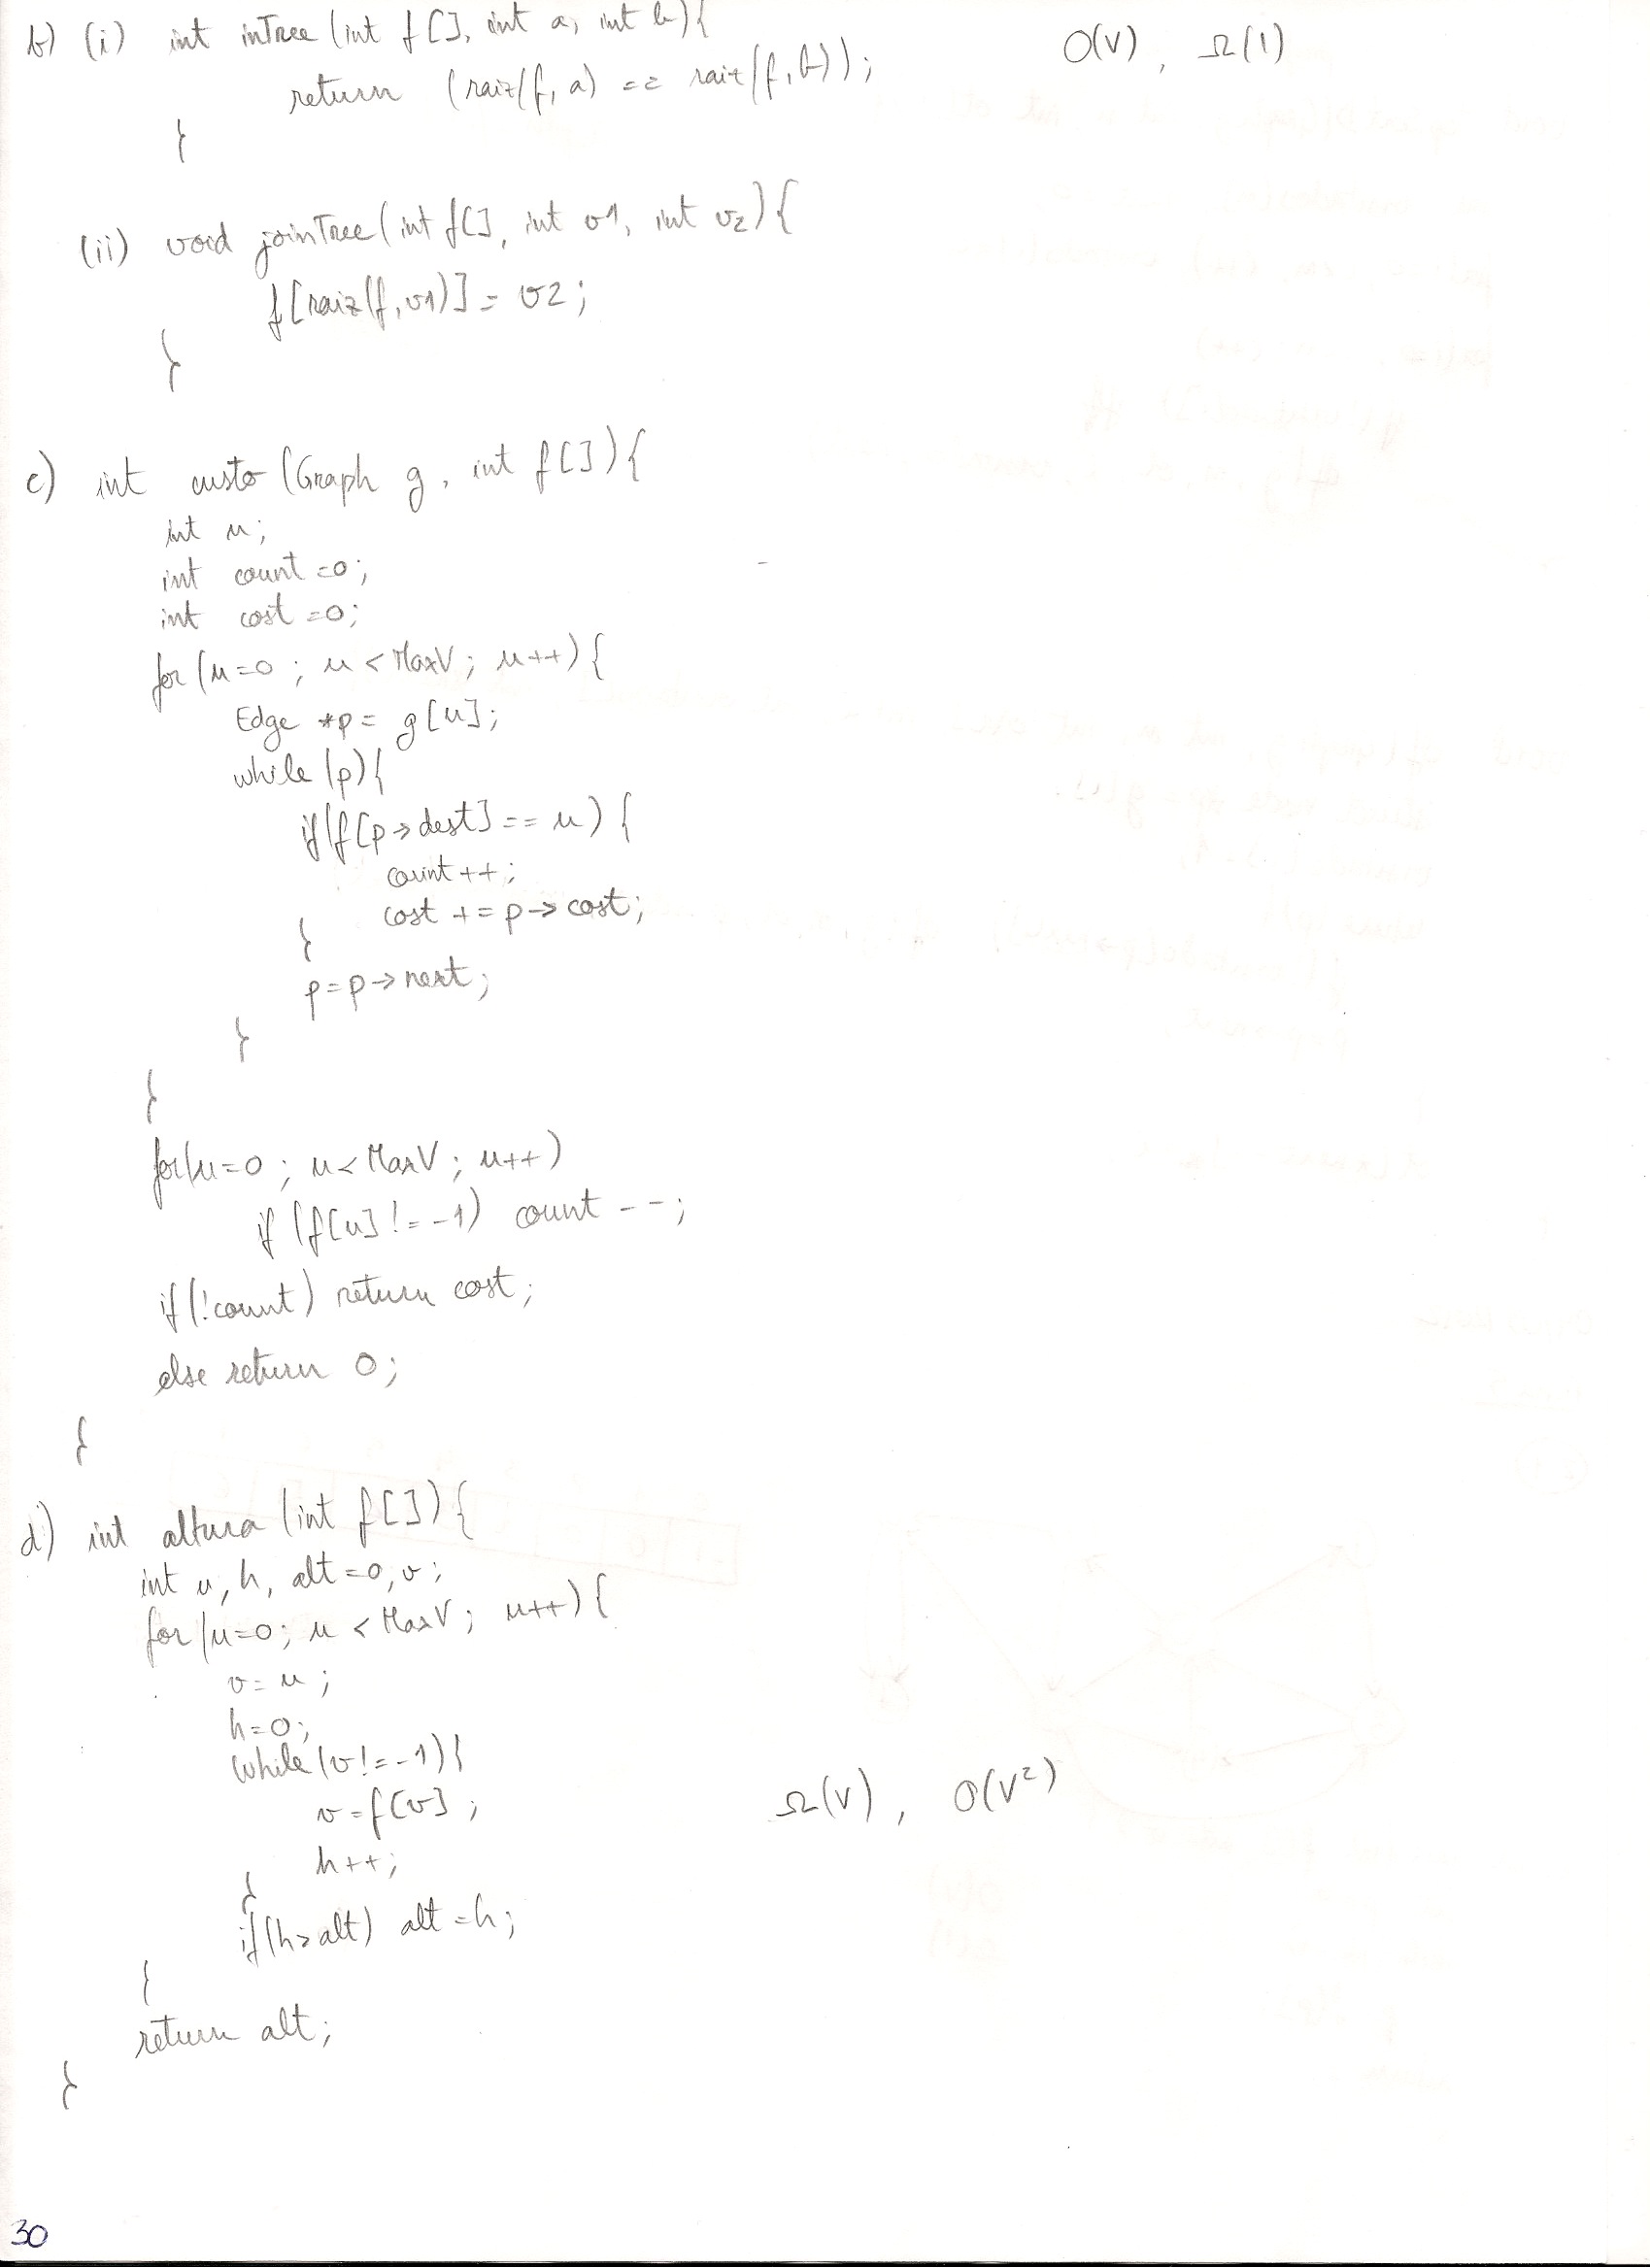 b) (i) int inTree (int f[], int a, int b){ O(V), Ω(1)
return (raiz(f, a) == raiz(f, b));
}
(ii) void joinTree (int f[], int v1, int v2){
f[raiz(f, v1)] = v2;
}
c) int custo (Graph g, int f[]){
int u;
int count = 0;
int cost = 0;
for (u=0; u < MaxV; u++){
Edge *p = g[u];
while (p){
if(f[p->dest] == u) {
count++;
cost += p->cost;
}
p = p->next;
}
}
for(u=0; u < MaxV; u++)
if (f[u] != -1) count --;
if (!count) return cost;
else return 0;
}
d) int altura (int f[]){
int u, h, alt=0, v;
for (u=0; u < MaxV; u++){
v = u;
h=0;
while (v != -1){
v = f[v]; Ω(V), O(V²)
h++;
}
if(h > alt) alt = h;
}
return alt;
}
30